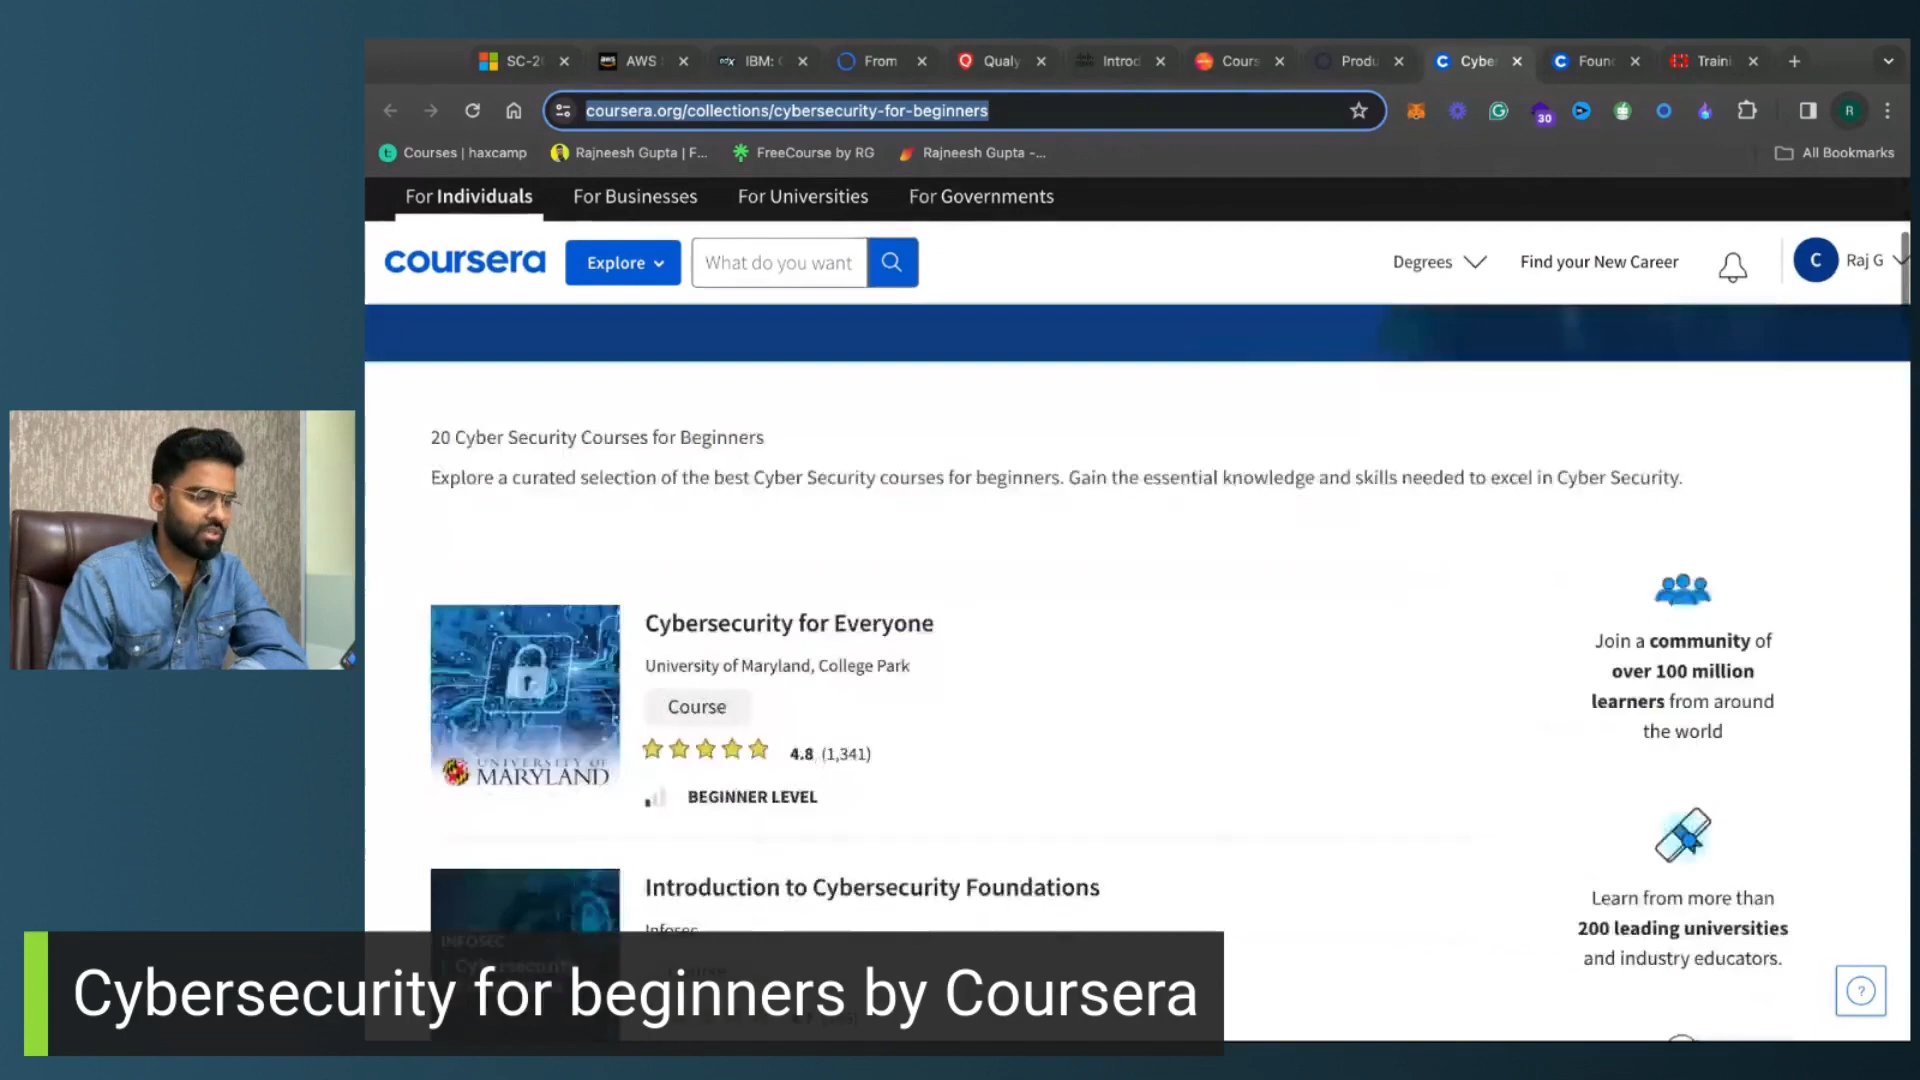 SC-2
AWS
edX IBM: (
From
Qualy
Introd
Cours
Produ
Cybe
Foun
Traini
coursera.org/collections/cybersecurity-for-beginners
30
R
Courses | haxcamp
Rajneesh Gupta | F...
FreeCourse by RG
Rajneesh Gupta -...
All Bookmarks
For Individuals
For Businesses
For Universities
For Governments
coursera
Explore
What do you want
Degrees
Find your New Career
C
Raj G
20 Cyber Security Courses for Beginners
Explore a curated selection of the best Cyber Security courses for beginners. Gain the essential knowledge and skills needed to excel in Cyber Security.
Cybersecurity for Everyone
University of Maryland, College Park
Course
4.8 (1,341)
BEGINNER LEVEL
UNIVERSITY OF
MARYLAND
Join a community of
over 100 million
learners from around
the world
Introduction to Cybersecurity Foundations
Infosec
INFOSEC
Learn from more than
200 leading universities
and industry educators.
?
Cybersecurity for beginners by Coursera